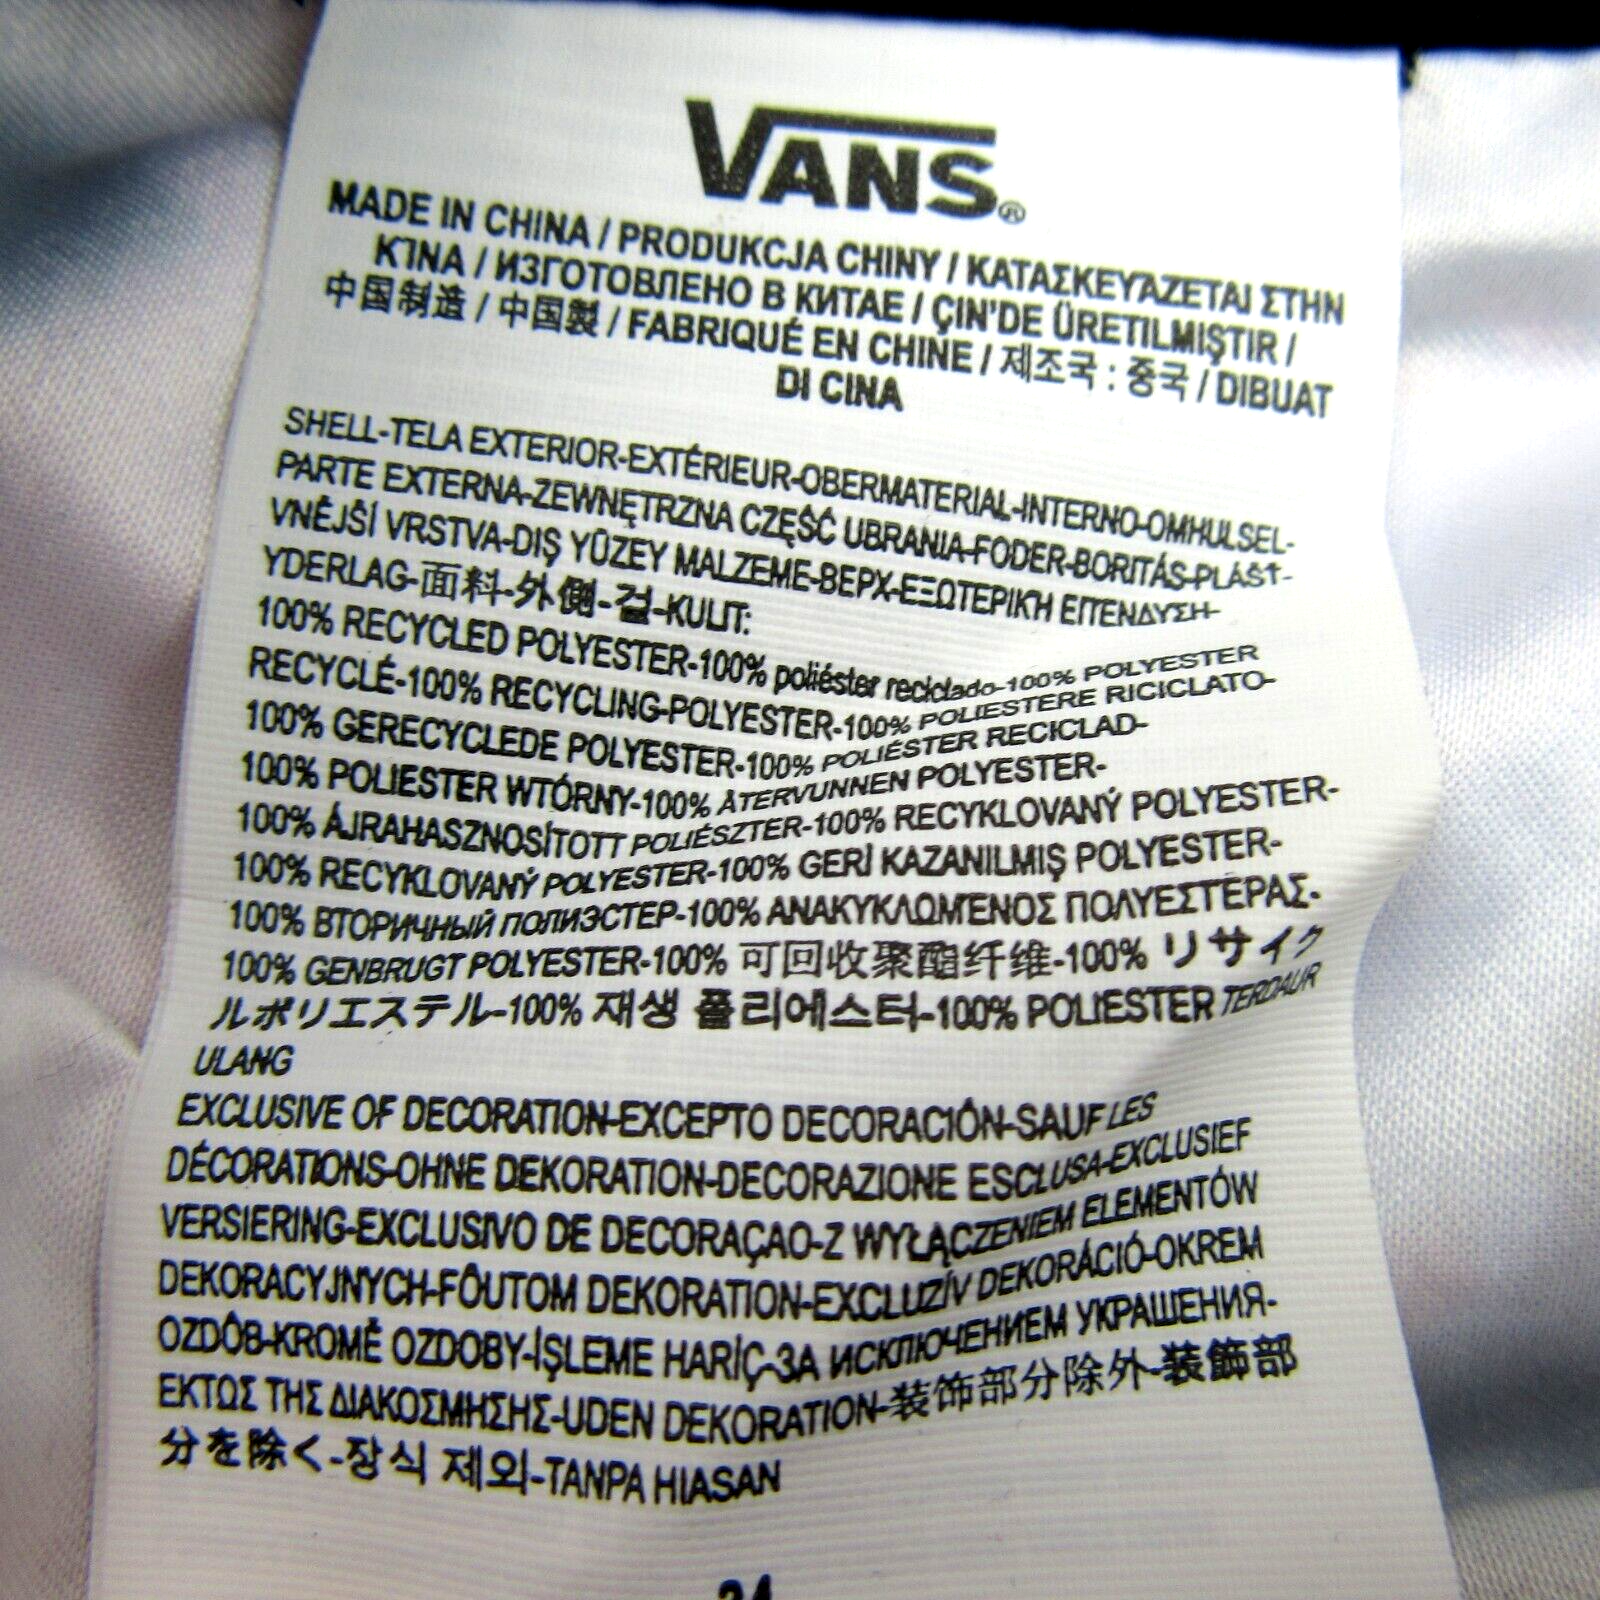 VANS®
MADE IN CHINA / PRODUKCJA CHINY / ΚΑΤΑΣΚΕΥΆΖΕΤΑΙ ΣΤΗΝ
ΚΊΝΑ / ИЗГОТОВЛЕНО В КИТАЕ / ÇIN'DE ÜRETILMIŞTIR /
中国制造 / 中国製 / FABRIQUÉ EN CHINE / 제조국 : 중국 / DIBUAT
DI CINA
SHELL-TELA EXTERIOR-EXTÉRIEUR-OBERMATERIAL-INTERNO-OMHULSEL-
PARTE EXTERNA-ZEWNĘTRZNA CZĘŚĆ UBRANIA-FODER-BORITÁS-PLÁŠŤ-
VNĚJŠÍ VRSTVA-DIŞ YÜZEY MALZEME-ВЕРХ-ΕΞΩΤΕΡΙΚΉ ΕΠΕΝΔΥΣΗ-
YDERLAG-面料-外側-겉-KULIT:
100% RECYCLED POLYESTER-100% poliéster reciclado-100% POLYESTER
RECYCLÉ-100% RECYCLING-POLYESTER-100% POLIESTERE RICICLATO-
100% GERECYCLEDE POLYESTER-100% POLIÉSTER RECICLAD-
100% POLIESTER WTÓRNY-100% ÅTERVUNNEN POLYESTER-
100% ÁJRAHASZNOSÍTOTT POLIÉSZTER-100% RECYKLOVANÝ POLYESTER-
100% RECYKLOVANÝ POLYESTER-100% GERİ KAZANILMIŞ POLYESTER-
100% ВТОРИЧНЫЙ ПОЛИЭСТЕР-100% ΑΝΑΚΥΚΛΩΜΈΝΟΣ ΠΟΛΥΕΣΤΈΡΑΣ-
100% GENBRUGT POLYESTER-100% 可回收聚酯纤维-100% リサイク
ルポリエステル-100% 재생 폴리에스터-100% POLIESTER TERDAUR
ULANG
EXCLUSIVE OF DECORATION-EXCEPTO DECORACIÓN-SAUF LES
DÉCORATIONS-OHNE DEKORATION-DECORAZIONE ESCLUSA-EXCLUSIEF
VERSIERING-EXCLUSIVO DE DECORAÇAO-Z WYŁĄCZENIEM ELEMENTÓW
DEKORACYJNYCH-FÖUTOM DEKORATION-EXCLUZÍV DEKORÁCIÓ-OKREM
OZDÔB-KROMĚ OZDOBY-İŞLEME HARİÇ-ЗА ИСКЛЮЧЕНИЕМ УКРАШЕНИЯ-
ΕΚΤΟΣ ΤΗΣ ΔΙΑΚΟΣΜΗΣΗΣ-UDEN DEKORATION-装饰部分除外-装飾部
分を除く-장식 제외-TANPA HIASAN